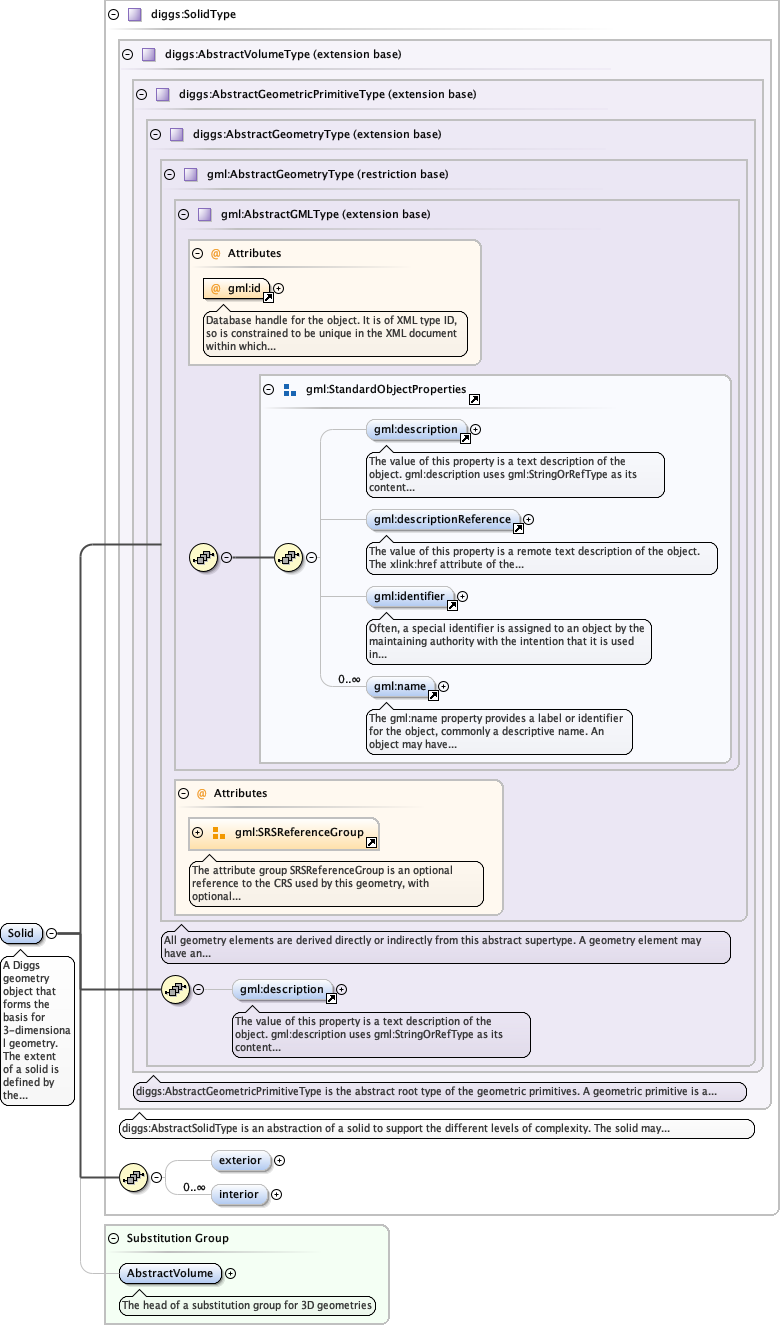 diggs:SolidType
diggs:AbstractVolumeType (extension base)
diggs:AbstractGeometricPrimitiveType (extension base)
diggs:AbstractGeometryType (extension base)
gml:AbstractGeometryType (restriction base)
gml:AbstractGMLType (extension base)
@ Attributes
@ gml:id
Database handle for the object. It is of XML type ID,
so is constrained to be unique in the XML document
within which...
gml:StandardObjectProperties
gml:description
The value of this property is a text description of the
object. gml:description uses gml:StringOrRefType as its
content...
gml:descriptionReference
The value of this property is a remote text description of the object.
The xlink:href attribute of the...
gml:identifier
Often, a special identifier is assigned to an object by the
maintaining authority with the intention that it is used
in...
0..∞
gml:name
The gml:name property provides a label or identifier
for the object, commonly a descriptive name. An
object may have...
@ Attributes
gml:SRSReferenceGroup
The attribute group SRSReferenceGroup is an optional
reference to the CRS used by this geometry, with
optional...
Solid
A Diggs
geometry
object that
forms the
basis for
3-dimensiona
l geometry.
The extent
of a solid is
defined by
the...
All geometry elements are derived directly or indirectly from this abstract supertype. A geometry element may
have an...
gml:description
The value of this property is a text description of the
object. gml:description uses gml:StringOrRefType as its
content...
diggs:AbstractGeometricPrimitiveType is the abstract root type of the geometric primitives. A geometric primitive is a...
diggs:AbstractSolidType is an abstraction of a solid to support the different levels of complexity. The solid may...
exterior
0..∞
interior
Substitution Group
AbstractVolume
The head of a substitution group for 3D geometries